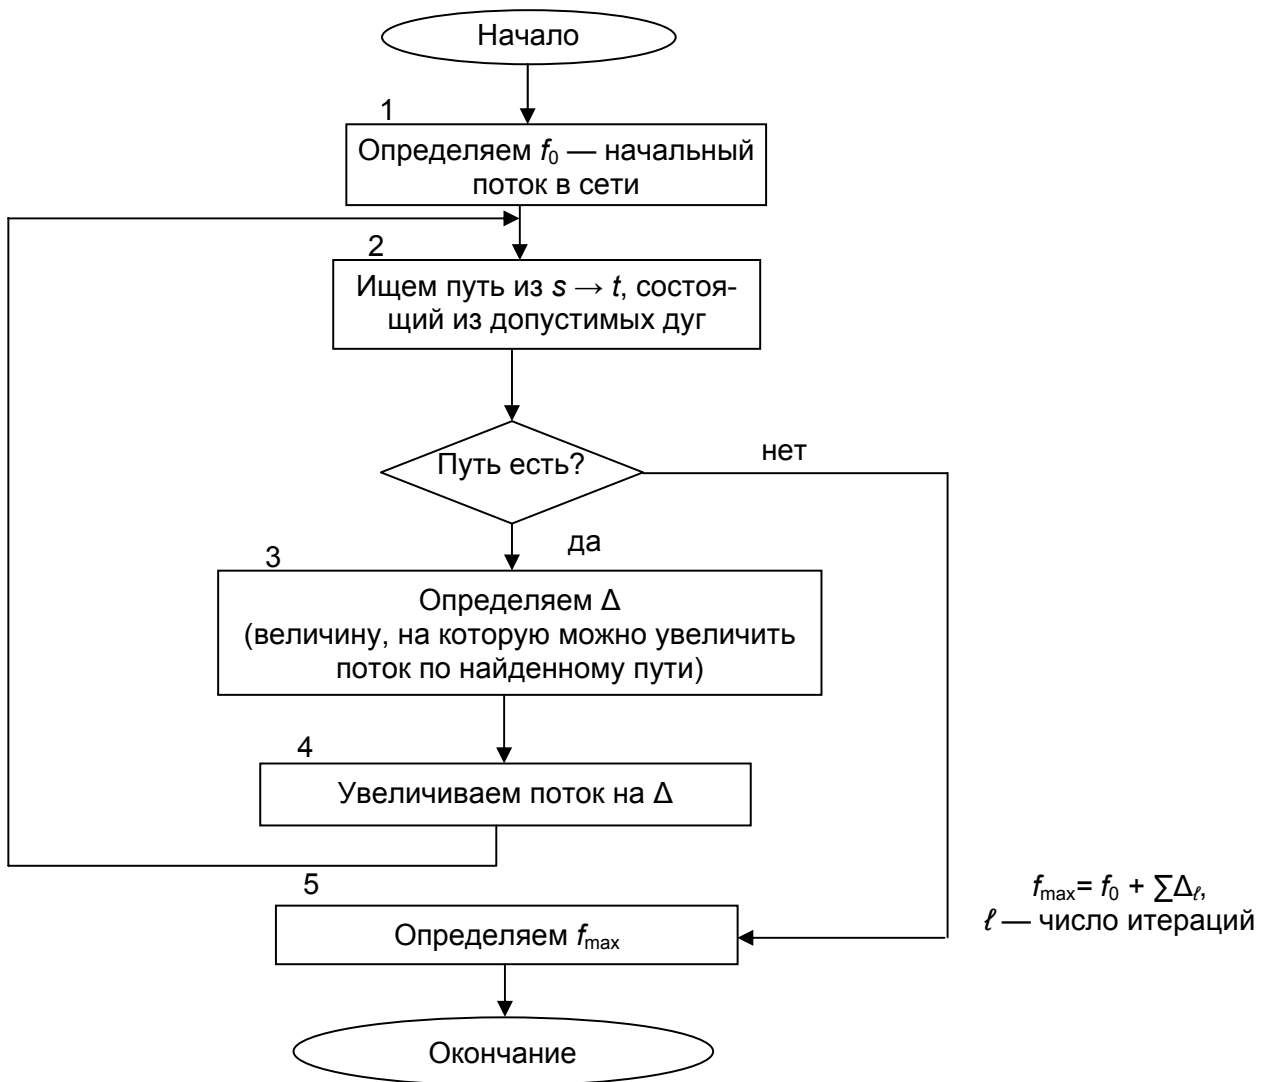 Начало
1
Определяем f₀ — начальный
поток в сети
2
Ищем путь из s → t, состоя-
щий из допустимых дуг
Путь есть?
нет
да
3
Определяем Δ
(величину, на которую можно увеличить
поток по найденному пути)
4
Увеличиваем поток на Δ
5
Определяем fmax
fmax= f₀ + ∑Δℓ,
ℓ — число итераций
Окончание